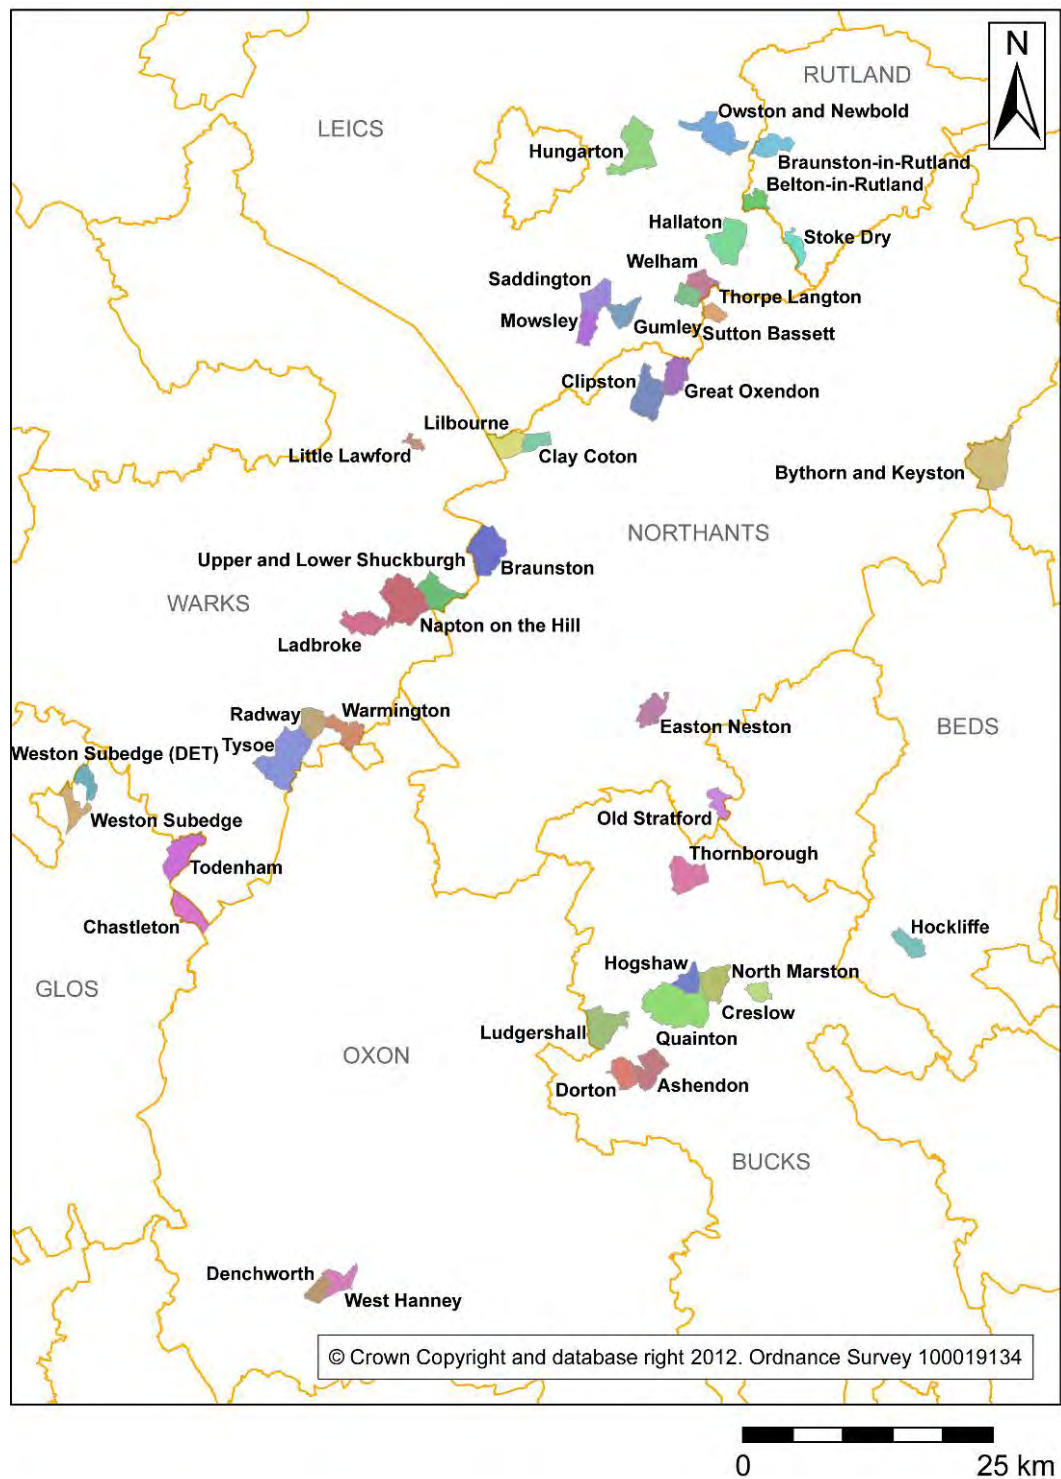 N
RUTLAND
Owston and Newbold
LEICS
Hungarton
Braunston-in-Rutland
Belton-in-Rutland
Hallaton
Stoke Dry
Welham
Saddington
Thorpe Langton
Mowsley
Gumley
Sutton Bassett
Clipston
Great Oxendon
Lilbourne
Little Lawford
Clay Coton
Bythorn and Keyston
NORTHANTS
Upper and Lower Shuckburgh
Braunston
WARKS
Napton on the Hill
Ladbroke
Radway
Warmington
Easton Neston
BEDS
Tysoe
Weston Subedge (DET)
Weston Subedge
Old Stratford
Thornborough
Todenham
Chastleton
Hockliffe
Hogshaw
North Marston
GLOS
Creslow
Ludgershall
Quainton
OXON
Dorton
Ashendon
BUCKS
Denchworth
West Hanney
© Crown Copyright and database right 2012. Ordnance Survey 100019134
0 25 km